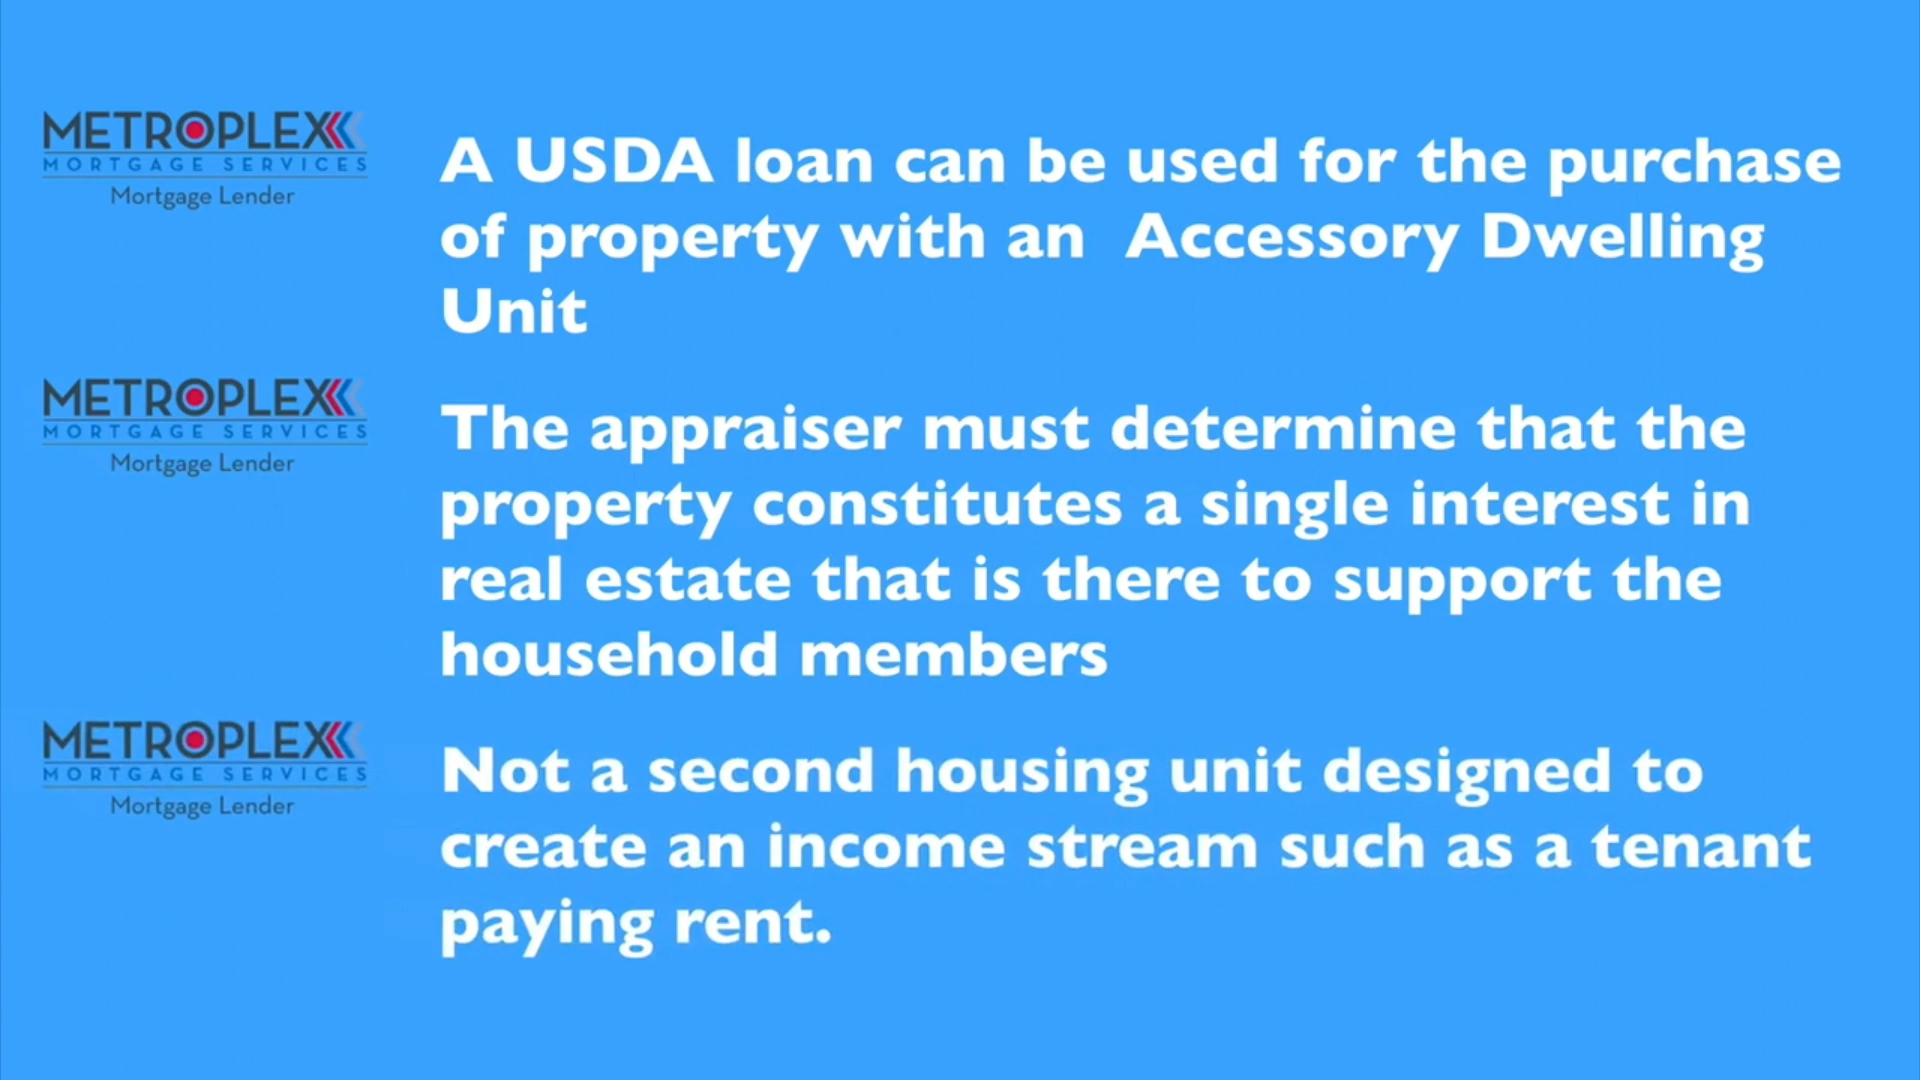 METROPLEX
MORTGAGE SERVICES
Mortgage Lender
A USDA loan can be used for the purchase
of property with an Accessory Dwelling
Unit
METROPLEX
MORTGAGE SERVICES
Mortgage Lender
The appraiser must determine that the
property constitutes a single interest in
real estate that is there to support the
household members
METROPLEX
MORTGAGE SERVICES
Mortgage Lender
Not a second housing unit designed to
create an income stream such as a tenant
paying rent.